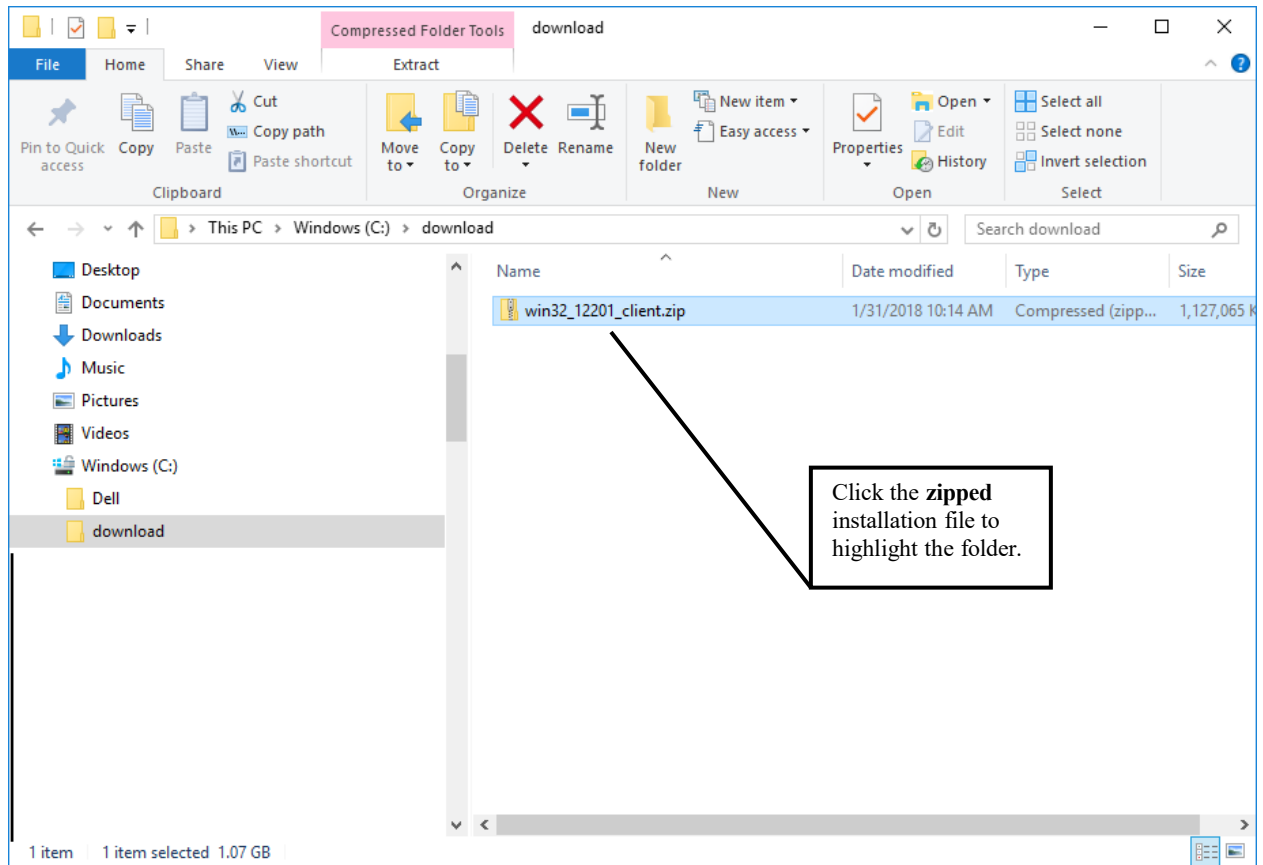 Compressed Folder Tools download
File Home Share View Extract
Pin to Quick access
Copy
Paste
Cut
Copy path
Paste shortcut
Clipboard
Move to
Copy to
Delete
Rename
Organize
New folder
New item
Easy access
New
Properties
Open
Edit
History
Open
Select all
Select none
Invert selection
Select
This PC > Windows (C:) > download
Search download
Desktop
Documents
Downloads
Music
Pictures
Videos
Windows (C:)
Dell
download
Name Date modified Type Size
win32_12201_client.zip 1/31/2018 10:14 AM Compressed (zipp... 1,127,065 K
Click the zipped
installation file to
highlight the folder.
1 item 1 item selected 1.07 GB